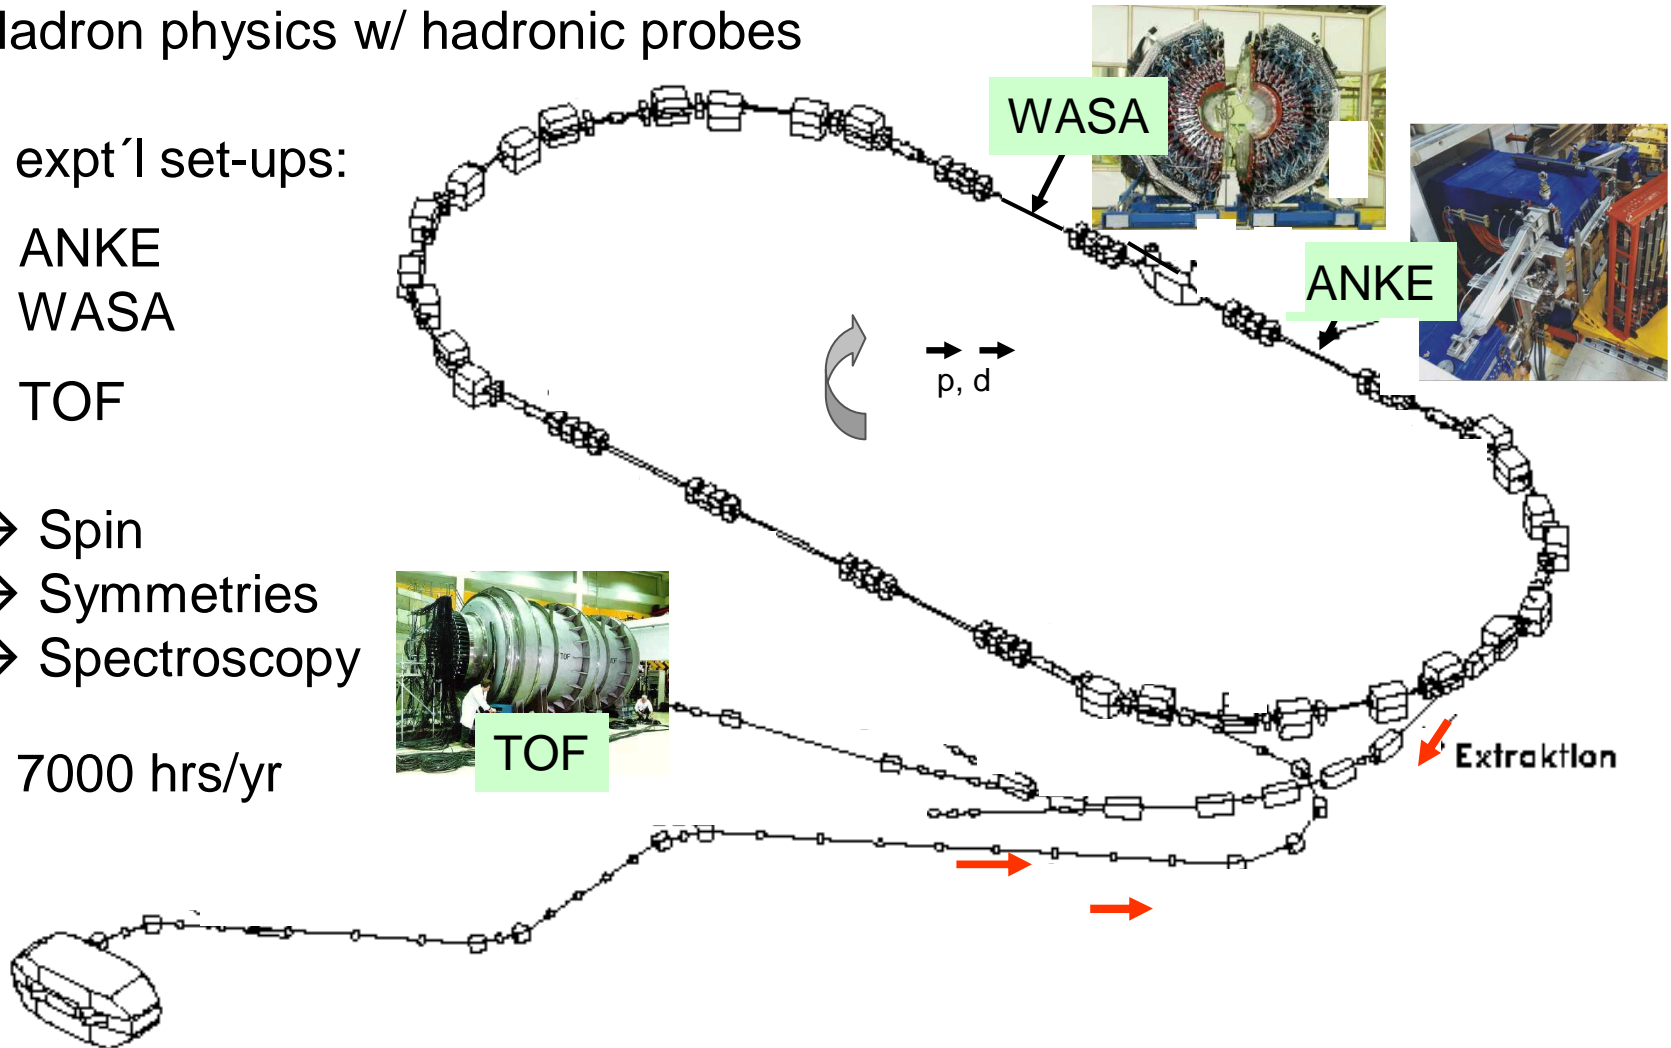 ladron physics w/ hadronic probes
expt´l set-ups:
ANKE
WASA
TOF
→ Spin
→ Symmetries
→ Spectroscopy
7000 hrs/yr
WASA
ANKE
p, d
TOF
TOF
Extraktion